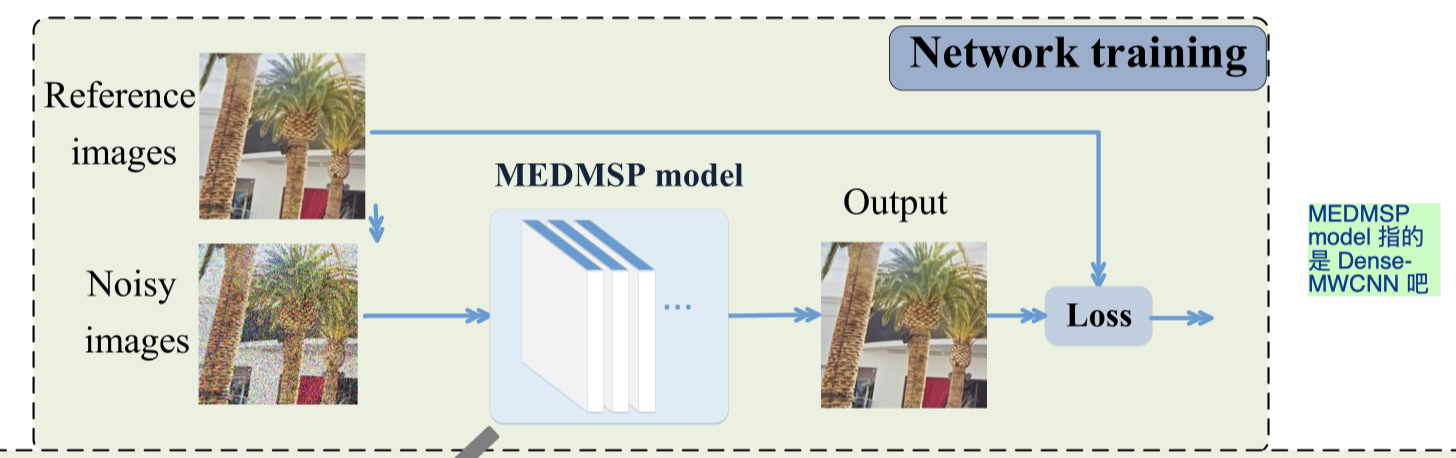 Network training
Reference
images
MEDMSP model
Output
Noisy
images
...
Loss
MEDMSP
model 指的
是 Dense-
MWCNN 吧